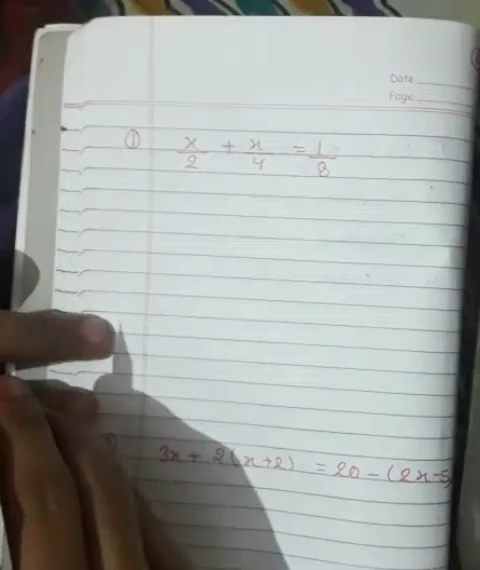 Date
Page
① x/2 + x/4 = 1/8
3x + 2(x+2) = 20 - (2x-5)